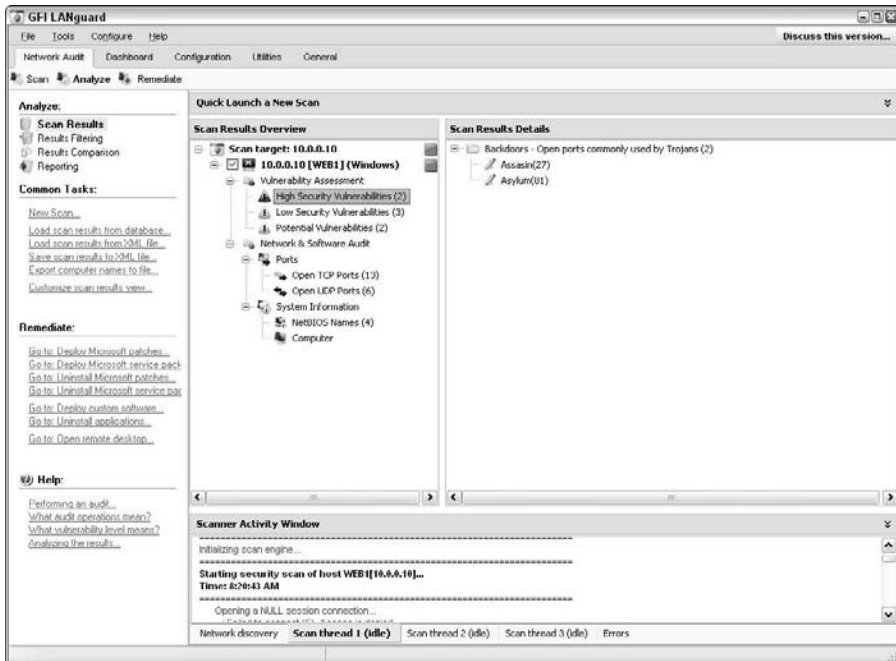 GFI LANguard
File Tools Configure Help
Discuss this version...
Network Audit Dashboard Configuration Utilities General
Scan Analyze Remediate
Analyze:
Scan Results
Results Filtering
Results Comparison
Reporting
Common Tasks:
New Scan...
Load scan results from database...
Load scan results from XML file...
Save scan results to XML file...
Export computer names to file...
Customize scan results view...
Remediate:
Go to: Deploy Microsoft patches...
Go to: Deploy Microsoft service pack
Go to: Uninstall Microsoft patches...
Go to: Uninstall Microsoft service pac
Go to: Deploy custom software...
Go to: Uninstall applications...
Go to: Open remote desktop...
Help:
Performing an audit...
What audit operations mean?
What vulnerability level means?
Analyzing the results...
Quick Launch a New Scan
Scan Results Overview
Scan target: 10.0.0.10
10.0.0.10 [WEB1] (Windows)
Vulnerability Assessment
High Security Vulnerabilities (2)
Low Security Vulnerabilities (3)
Potential Vulnerabilities (2)
Network & Software Audit
Ports
Open TCP Ports (13)
Open UDP Ports (6)
System Information
NetBIOS Names (4)
Computer
Scan Results Details
Backdoors - Open ports commonly used by Trojans (2)
Assasin(27)
Asylum(81)
Scanner Activity Window
Initializing scan engine...
Starting security scan of host WEB1[10.0.0.10]...
Time: 8:20:43 AM
Opening a NULL session connection...
Network discovery Scan thread 1 (idle) Scan thread 2 (idle) Scan thread 3 (idle) Errors